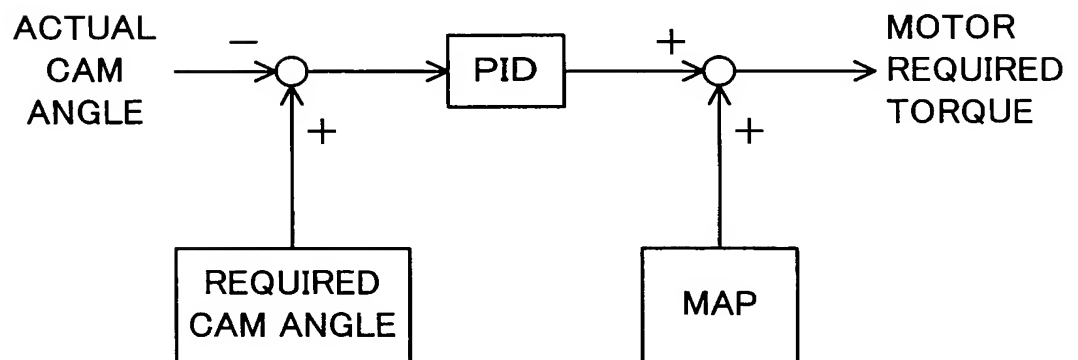 ACTUAL
CAM
ANGLE
−
+
PID
+
+
MOTOR
REQUIRED
TORQUE
REQUIRED
CAM ANGLE
MAP